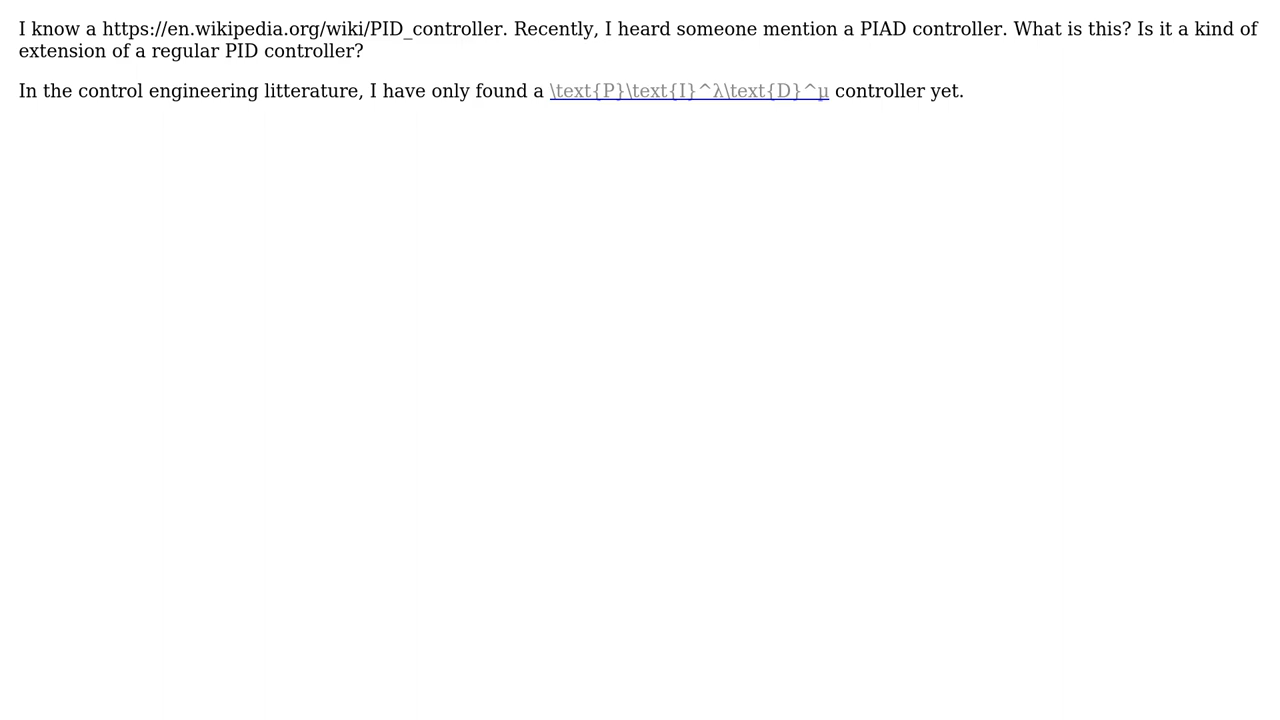 I know a https://en.wikipedia.org/wiki/PID_controller. Recently, I heard someone mention a PIAD controller. What is this? Is it a kind of
extension of a regular PID controller?
In the control engineering litterature, I have only found a \text{P}\text{I}^λ\text{D}^μ controller yet.